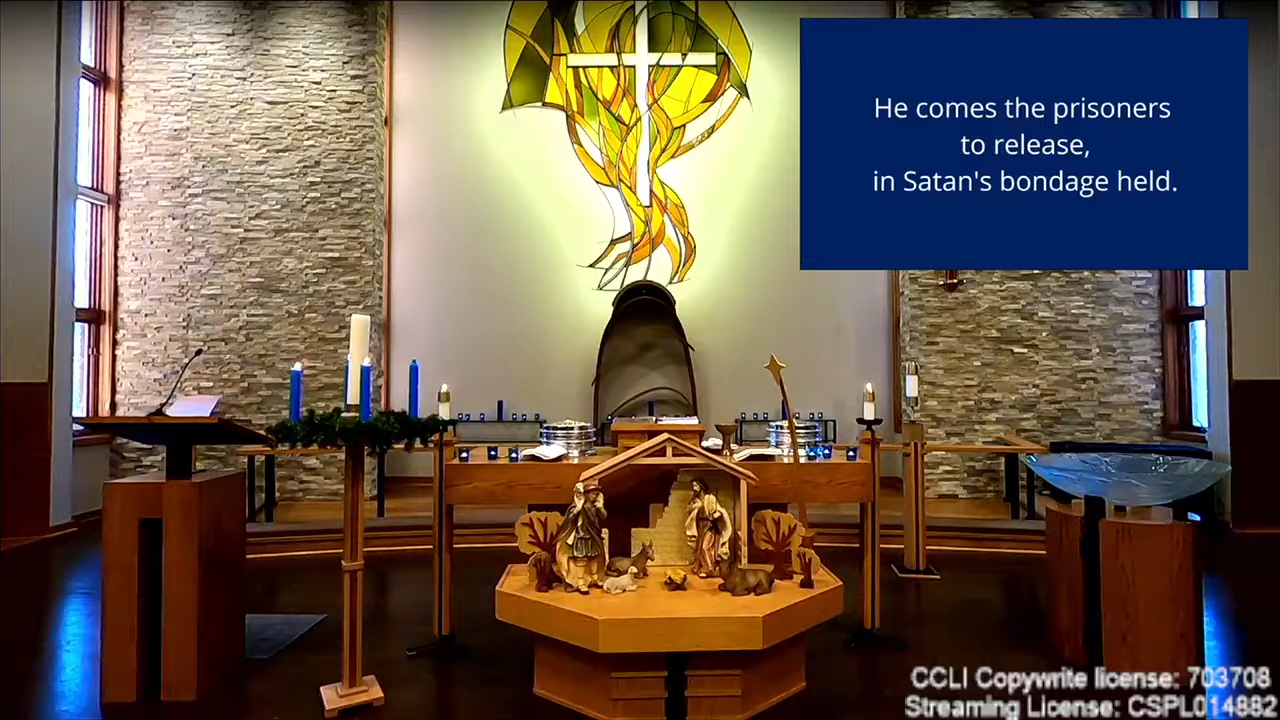 He comes the prisoners
to release,
in Satan's bondage held.
CCLI Copywrite license: 703708
Streaming License: CSPL014882